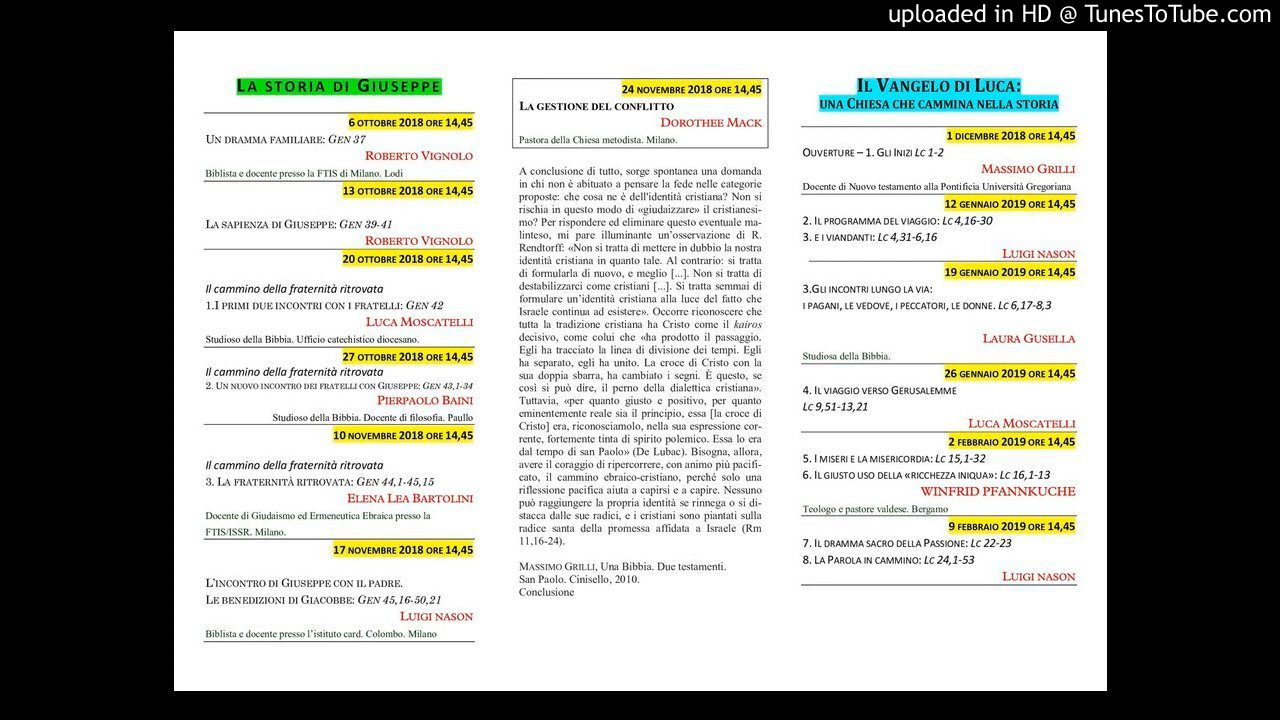 uploaded in HD @ TunesToTube.com
LA STORIA DI GIUSEPPE
6 OTTOBRE 2018 ORE 14,45
UN DRAMMA FAMILIARE: GEN 37
ROBERTO VIGNOLO
Biblista e docente presso la FTIS di Milano. Lodi
13 OTTOBRE 2018 ORE 14,45
LA SAPIENZA DI GIUSEPPE: GEN 39-41
ROBERTO VIGNOLO
20 OTTOBRE 2018 ORE 14,45
Il cammino della fraternità ritrovata
1.I PRIMI DUE INCONTRI CON I FRATELLI: GEN 42
LUCA MOSCATELLI
Studioso della Bibbia. Ufficio catechistico diocesano.
27 OTTOBRE 2018 ORE 14,45
Il cammino della fraternità ritrovata
2. UN NUOVO INCONTRO DEI FRATELLI CON GIUSEPPE: GEN 43,1-34
PIERPAOLO BAINI
Studioso della Bibbia. Docente di filosofia. Paullo
10 NOVEMBRE 2018 ORE 14,45
Il cammino della fraternità ritrovata
3. LA FRATERNITÀ RITROVATA: GEN 44,1-45,15
ELENA LEA BARTOLINI
Docente di Giudaismo ed Ermeneutica Ebraica presso la
FTIS/ISSR. Milano.
17 NOVEMBRE 2018 ORE 14,45
L'INCONTRO DI GIUSEPPE CON IL PADRE.
LE BENEDIZIONI DI GIACOBBE: GEN 45,16-50,21
LUIGI NASON
Biblista e docente presso l'istituto card. Colombo. Milano
24 NOVEMBRE 2018 ORE 14,45
LA GESTIONE DEL CONFLITTO
DOROTHEE MACK
Pastora della Chiesa metodista. Milano.
A conclusione di tutto, sorge spontanea una domanda
in chi non è abituato a pensare la fede nelle categorie
proposte: che cosa ne è dell'identità cristiana? Non si
rischia in questo modo di «giudaizzare» il cristianesi-
mo? Per rispondere ed eliminare questo eventuale ma-
linteso, mi pare illuminante un'osservazione di R.
Rendtorff: «Non si tratta di mettere in dubbio la nostra
identità cristiana in quanto tale. Al contrario: si tratta
di formularla di nuovo, e meglio [...]. Non si tratta di
destabilizzarci come cristiani [...]. Si tratta semmai di
formulare un'identità cristiana alla luce del fatto che
Israele continua ad esistere». Occorre riconoscere che
tutta la tradizione cristiana ha Cristo come il kairos
decisivo, come colui che «ha prodotto il passaggio.
Egli ha tracciato la linea di divisione dei tempi. Egli
ha separato, egli ha unito. La croce di Cristo con la
sua doppia sbarra, ha cambiato i segni. È questo, se
così si può dire, il perno della dialettica cristiana».
Tuttavia, «per quanto giusto e positivo, per quanto
eminentemente reale sia il principio, essa [la croce di
Cristo] era, riconosciamolo, nella sua espressione cor-
rente, fortemente tinta di spirito polemico. Essa lo era
dal tempo di san Paolo» (De Lubac). Bisogna, allora,
avere il coraggio di ripercorrere, con animo più pacifi-
cato, il cammino ebraico-cristiano, perché solo una
riflessione pacifica aiuta a capirsi e a capire. Nessuno
può raggiungere la propria identità se rinnega o si di-
stacca dalle sue radici, e i cristiani sono piantati sulla
radice santa della promessa affidata a Israele (Rm
11,16-24).
MASSIMO GRILLI, Una Bibbia. Due testamenti.
San Paolo. Cinisello, 2010.
Conclusione
IL VANGELO DI LUCA:
UNA CHIESA CHE CAMMINA NELLA STORIA
1 DICEMBRE 2018 ORE 14,45
OUVERTURE – 1. GLI INIZI LC 1-2
MASSIMO GRILLI
Docente di Nuovo testamento alla Pontificia Università Gregoriana
12 GENNAIO 2019 ORE 14,45
2. IL PROGRAMMA DEL VIAGGIO: LC 4,16-30
3. E I VIANDANTI: LC 4,31-6,16
LUIGI NASON
19 GENNAIO 2019 ORE 14,45
3.GLI INCONTRI LUNGO LA VIA:
I PAGANI, LE VEDOVE, I PECCATORI, LE DONNE. LC 6,17-8,3
LAURA GUSELLA
Studiosa della Bibbia.
26 GENNAIO 2019 ORE 14,45
4. IL VIAGGIO VERSO GERUSALEMME
LC 9,51-13,21
LUCA MOSCATELLI
2 FEBBRAIO 2019 ORE 14,45
5. I MISERI E LA MISERICORDIA: LC 15,1-32
6. IL GIUSTO USO DELLA «RICCHEZZA INIQUA»: LC 16,1-13
WINFRID PFANNKUCHE
Teologo e pastore valdese. Bergamo
9 FEBBRAIO 2019 ORE 14,45
7. IL DRAMMA SACRO DELLA PASSIONE: LC 22-23
8. LA PAROLA IN CAMMINO: LC 24,1-53
LUIGI NASON